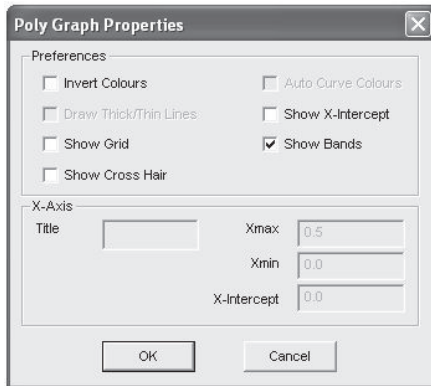 Poly Graph Properties
Preferences
Invert Colours
Auto Curve Colours
Draw Thick/Thin Lines
Show X-Intercept
Show Grid
Show Bands
Show Cross Hair
X-Axis
Title
Xmax 0.5
Xmin 0.0
X-Intercept 0.0
OK
Cancel